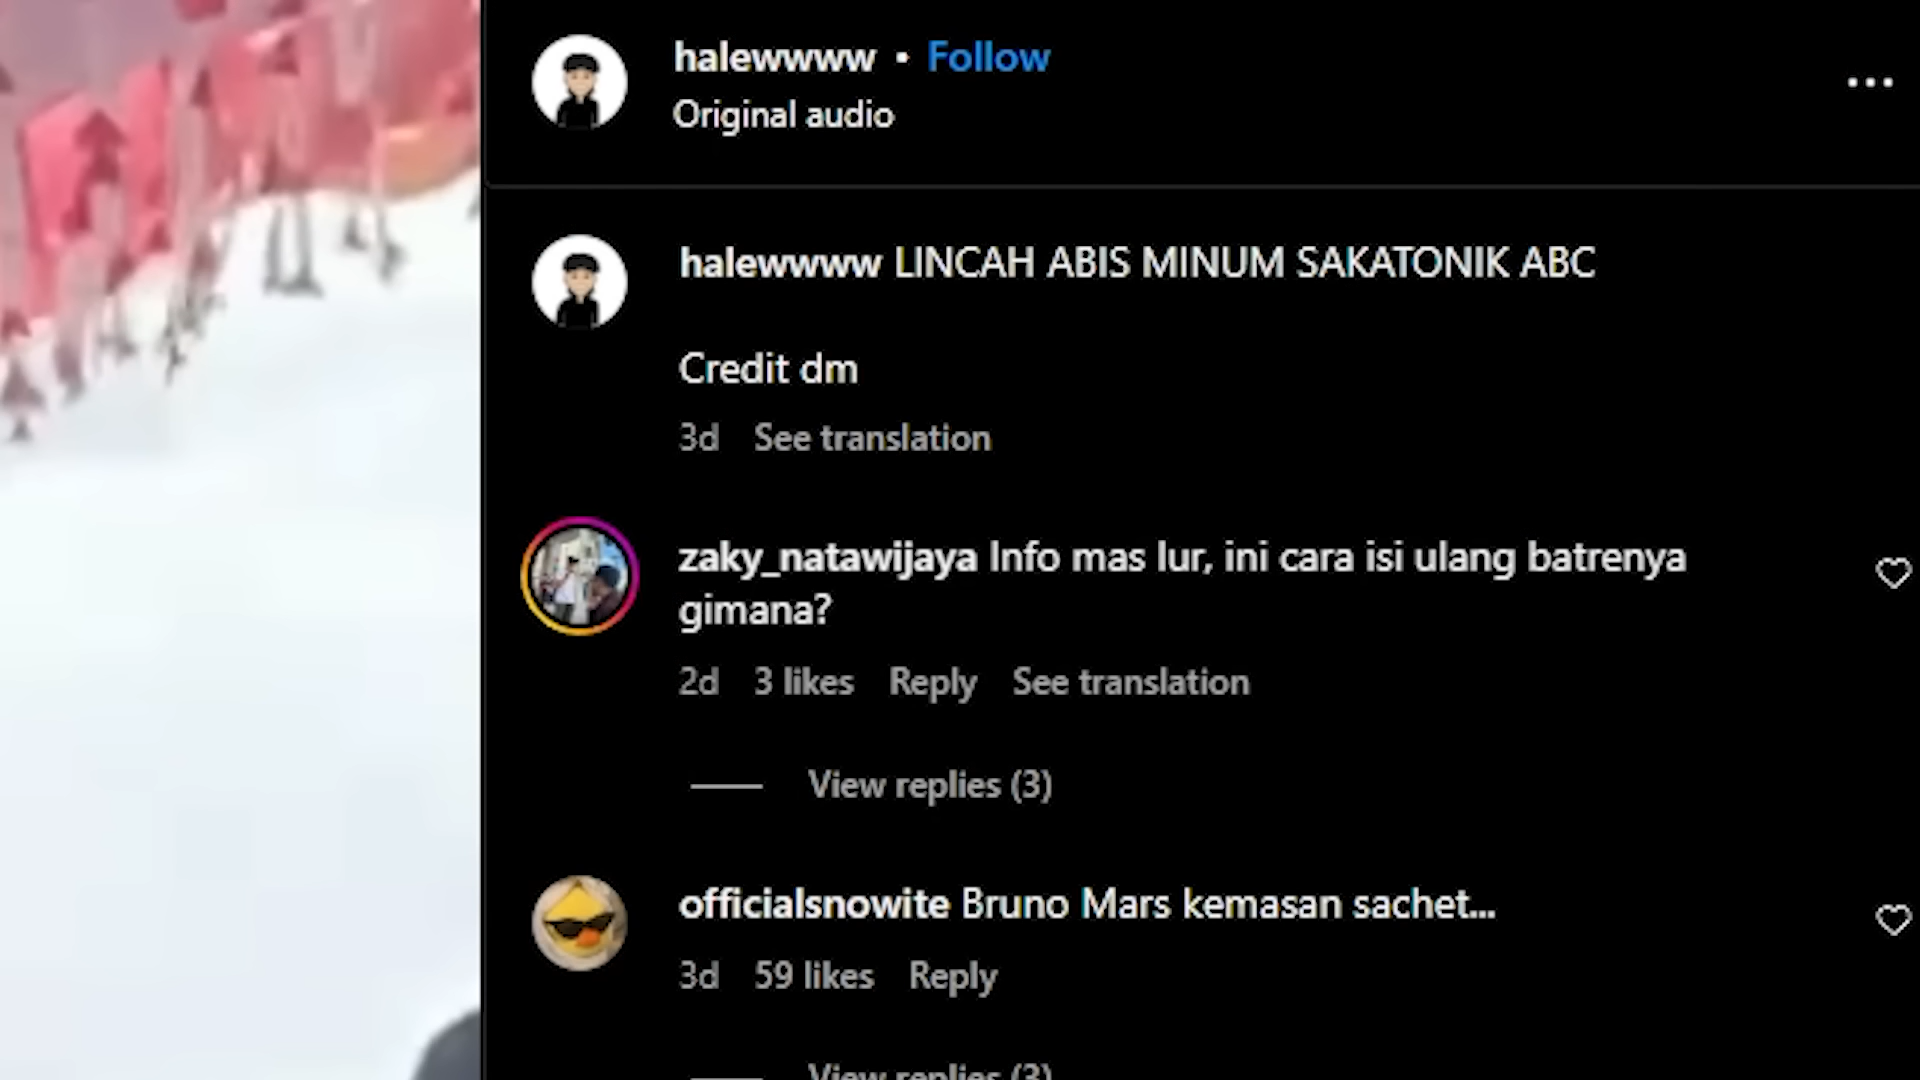 halewwww • Follow
Original audio
halewwww LINCAH ABIS MINUM SAKATONIK ABC
Credit dm
3d See translation
zaky_natawijaya Info mas lur, ini cara isi ulang batrenya
gimana?
2d 3 likes Reply See translation
View replies (3)
officialsnowite Bruno Mars kemasan sachet...
3d 59 likes Reply
View replies (3)